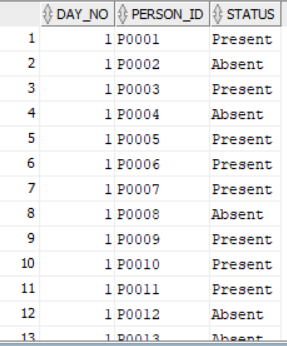 DAY_NO PERSON_ID STATUS
1 1 P0001 Present
2 1 P0002 Absent
3 1 P0003 Present
4 1 P0004 Absent
5 1 P0005 Present
6 1 P0006 Present
7 1 P0007 Present
8 1 P0008 Absent
9 1 P0009 Present
10 1 P0010 Present
11 1 P0011 Present
12 1 P0012 Absent
13 1 P0013 Absent